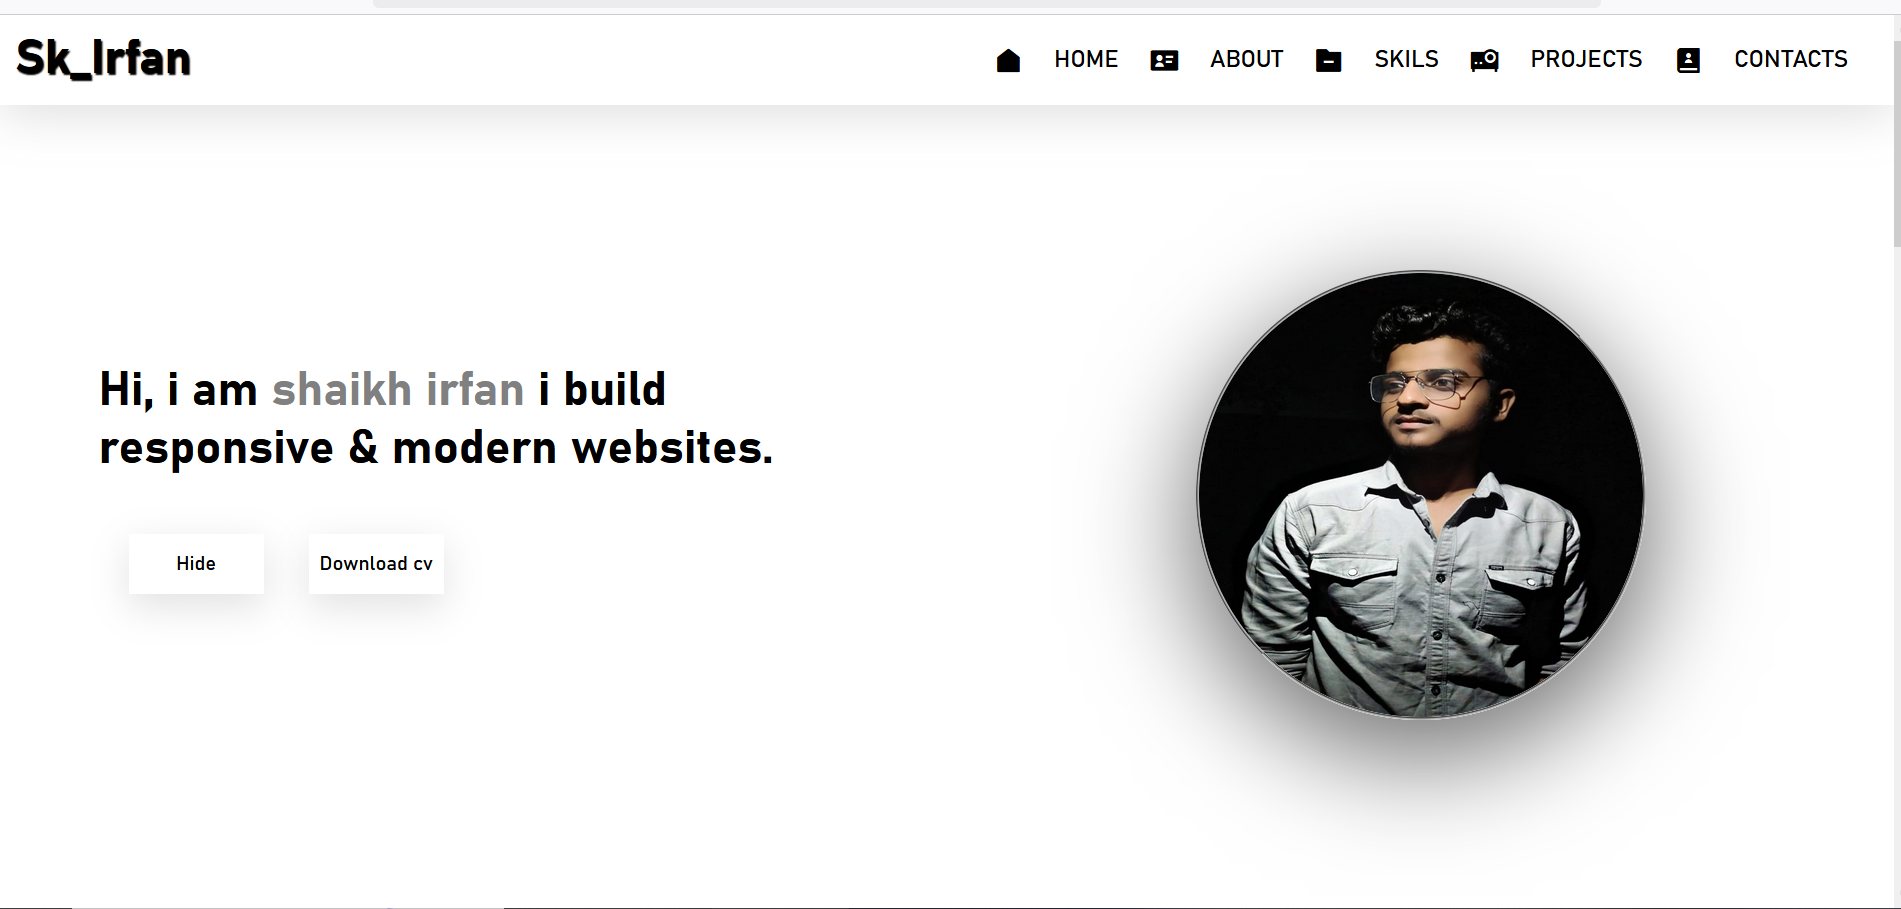 Sk_Irfan
HOME
ABOUT
SKILS
PROJECTS
CONTACTS
Hi, i am shaikh irfan i build
responsive & modern websites.
Hide
Download cv